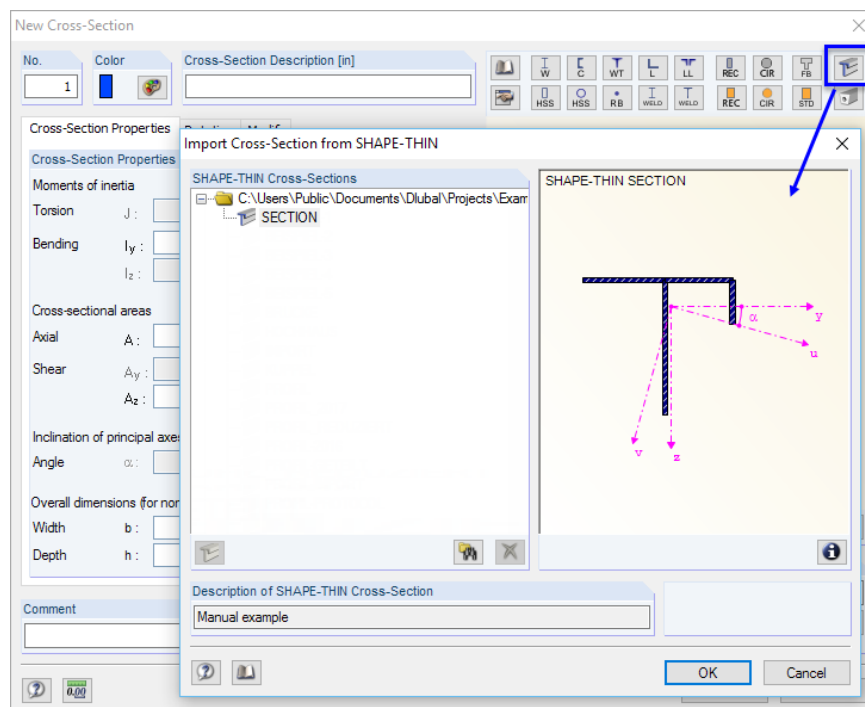 New Cross-Section
No.
Color
Cross-Section Description [in]
1
W
C
WT
L
LL
REC
CIR
FB
HSS
HSS
RB
WELD
WELD
REC
CIR
STD
Cross-Section Properties
Cross-Section Properties
Moments of inertia
Torsion J :
Bending Iy :
Iz :
Cross-sectional areas
Axial A :
Shear Ay :
Az :
Inclination of principal axes
Angle α :
Overall dimensions (for nor
Width b :
Depth h :
Comment
0.00
Import Cross-Section from SHAPE-THIN
SHAPE-THIN Cross-Sections
C:\Users\Public\Documents\Dlubal\Projects\Exam
SECTION
SHAPE-THIN SECTION
α
y
u
v
z
Description of SHAPE-THIN Cross-Section
Manual example
OK
Cancel